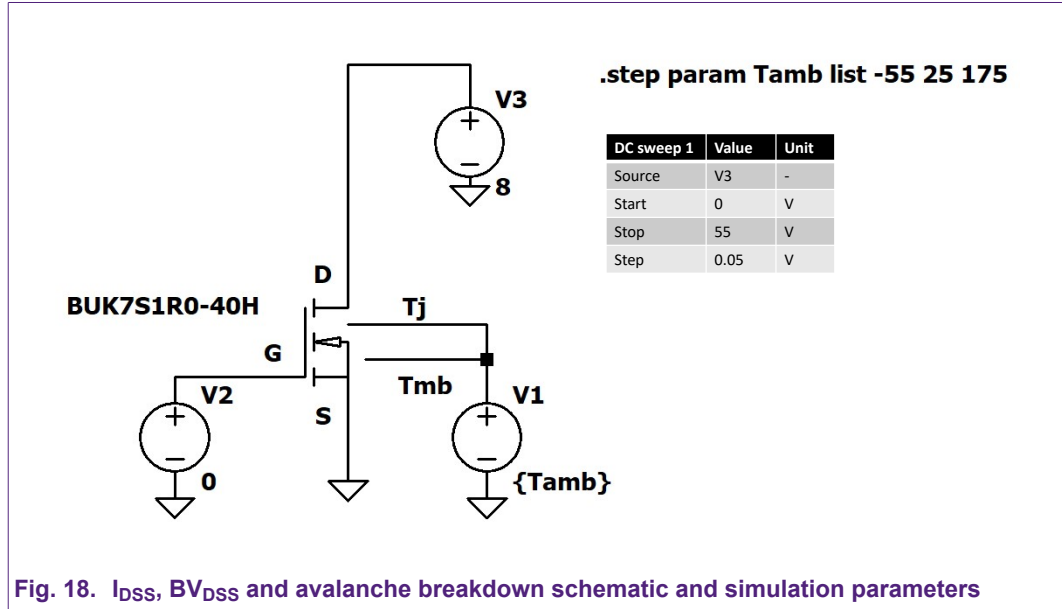 .step param Tamb list -55 25 175
V3
+
−
8
DC sweep 1 Value Unit
Source V3 -
Start 0 V
Stop 55 V
Step 0.05 V
D
BUK7S1R0-40H
Tj
G
Tmb
V2
+
−
0
S
V1
+
−
{Tamb}
Fig. 18. IDSS, BVDSS and avalanche breakdown schematic and simulation parameters